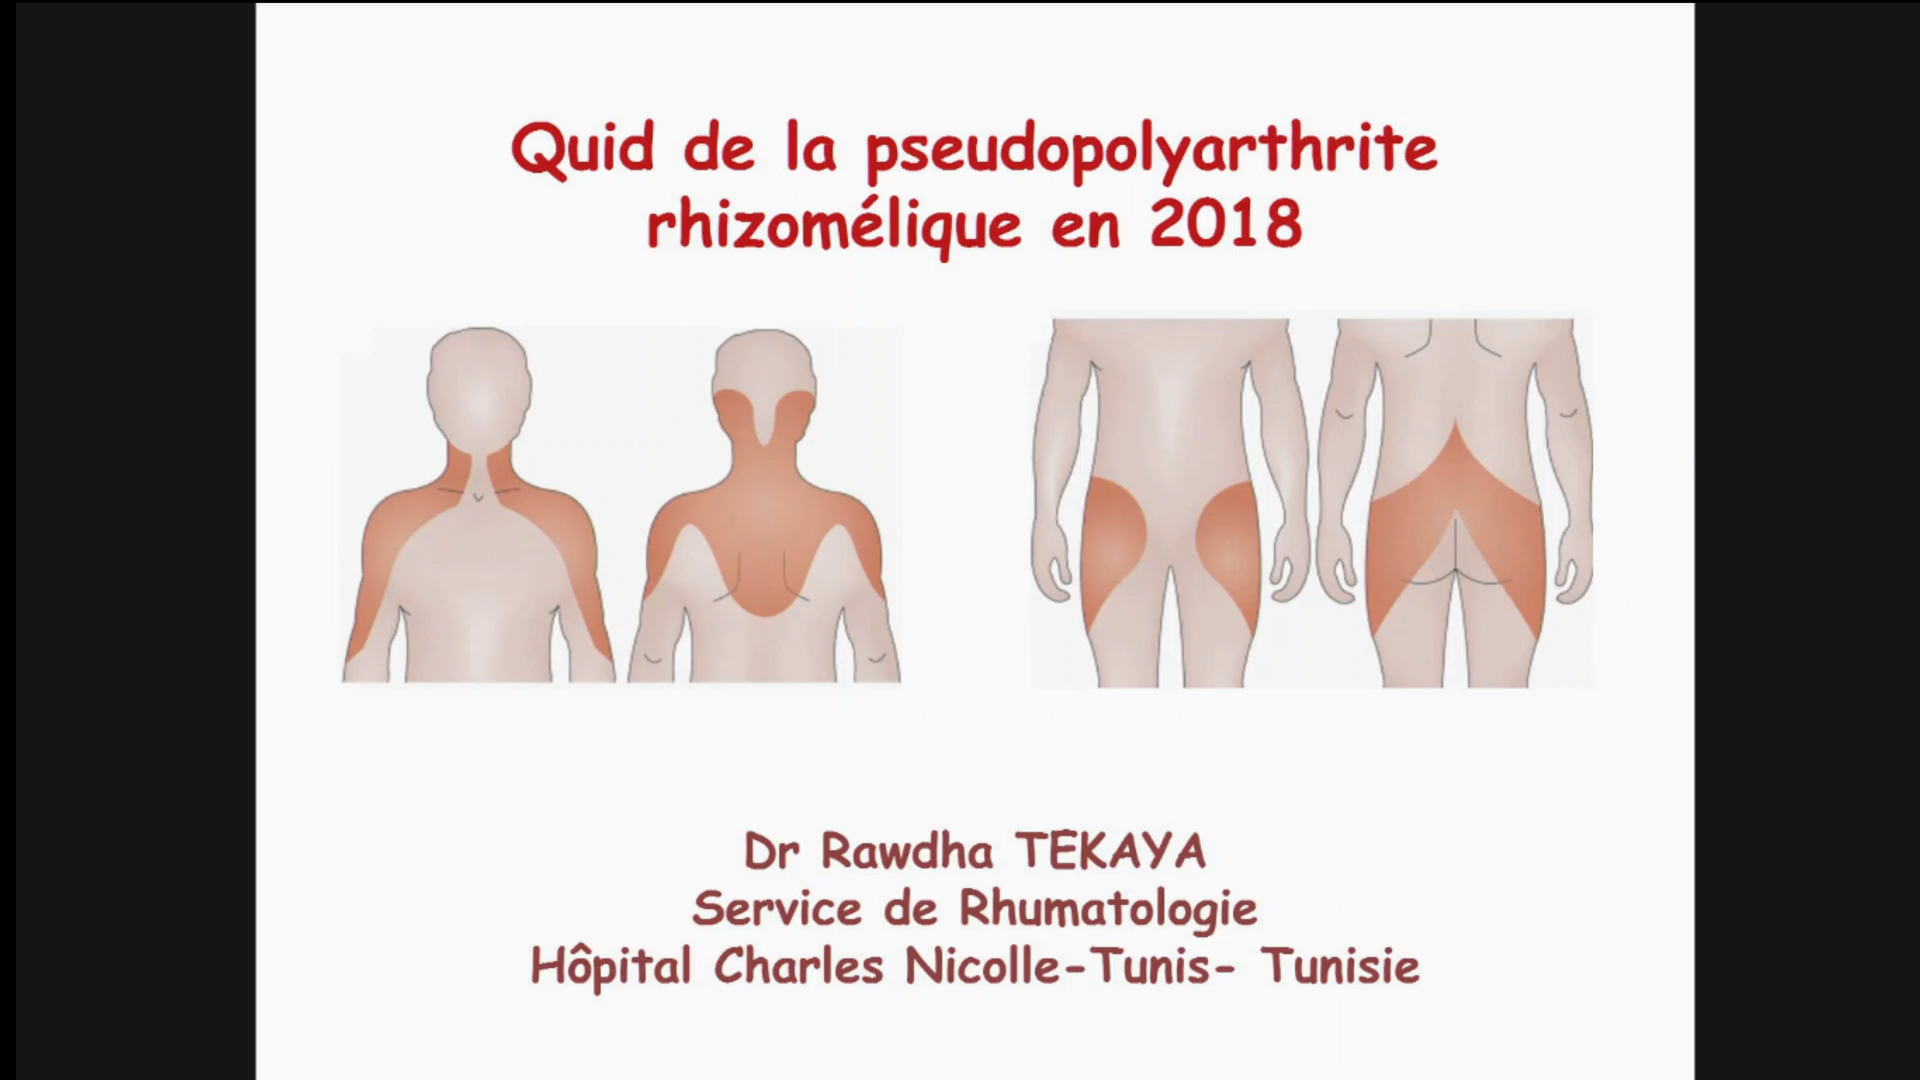 Quid de la pseudopolyarthrite
rhizomélique en 2018
Dr Rawdha TEKAYA
Service de Rhumatologie
Hôpital Charles Nicolle-Tunis- Tunisie